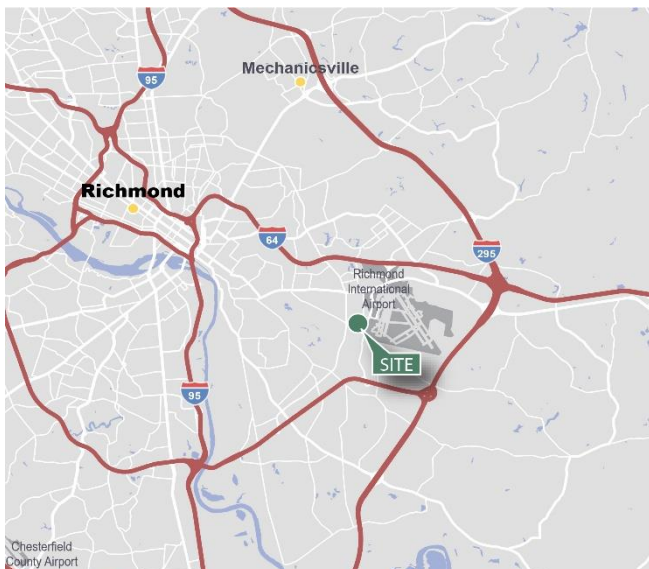 95
Mechanicsville
Richmond
64
295
Richmond
International
Airport
SITE
95
Chesterfield
County Airport